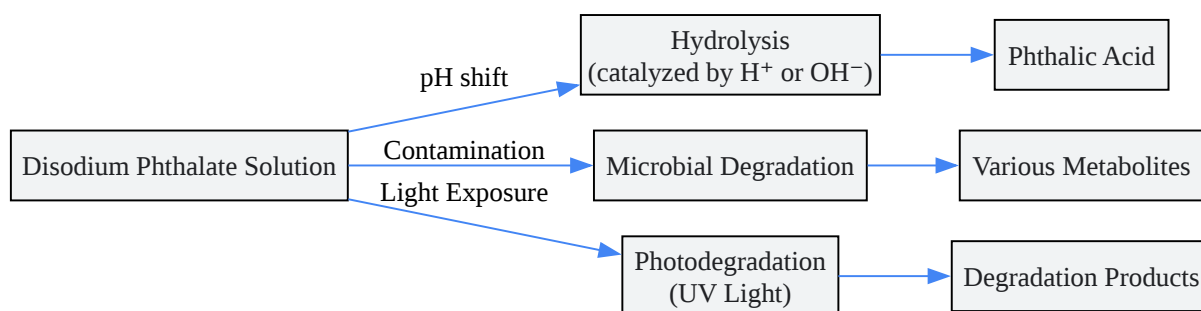 Hydrolysis
(catalyzed by H⁺ or OH⁻)
Phthalic Acid
pH shift
Disodium Phthalate Solution
Contamination
Microbial Degradation
Various Metabolites
Light Exposure
Photodegradation
(UV Light)
Degradation Products